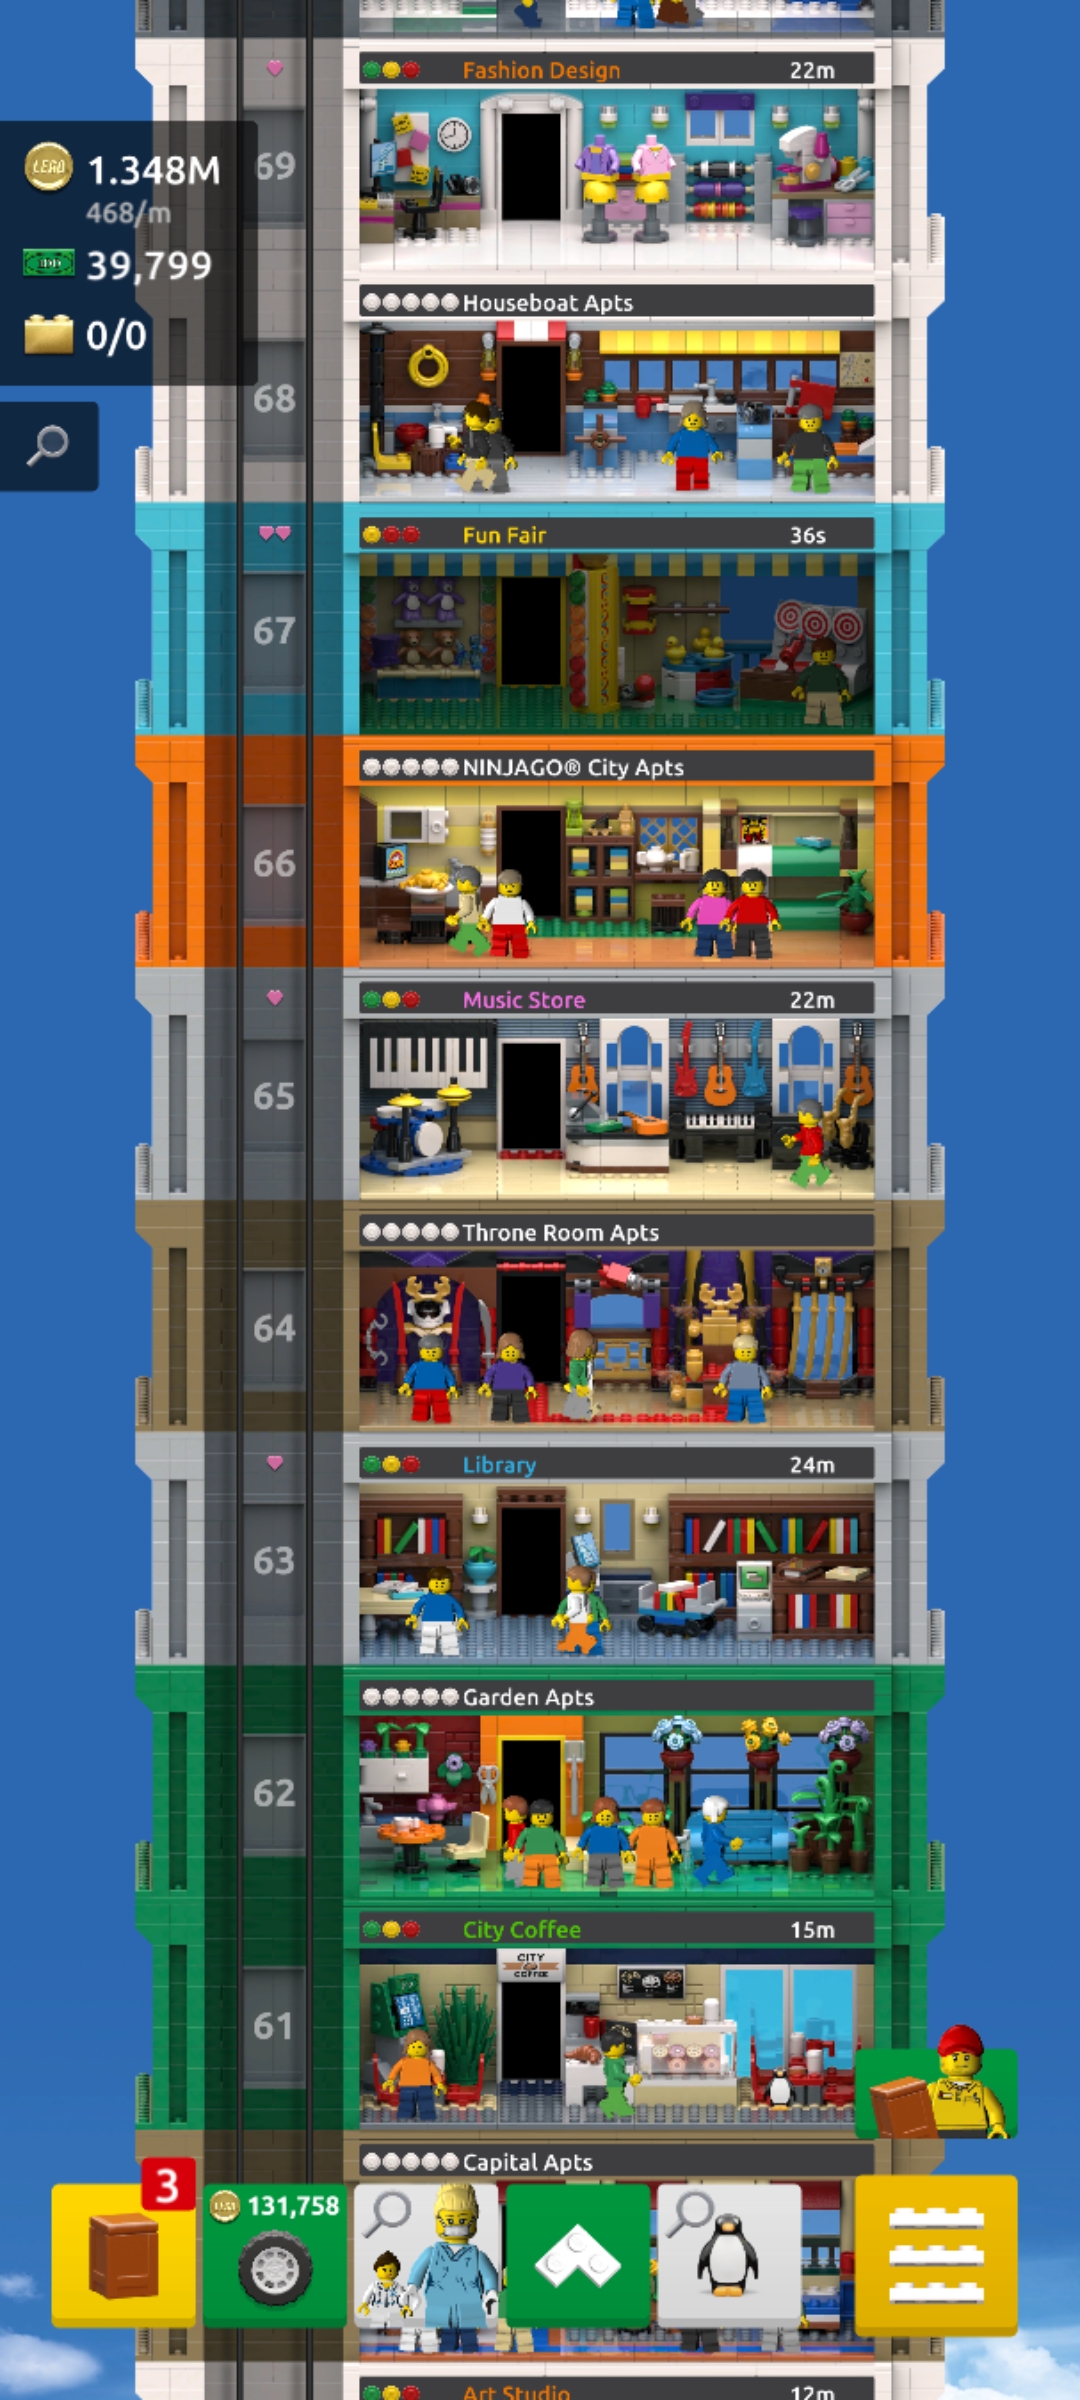 Fashion Design 22m
LEGO 1.348M
69
468/m
39,799
Houseboat Apts
0/0
68
Fun Fair 36s
67
NINJAGO® City Apts
66
Music Store 22m
65
Throne Room Apts
64
Library 24m
63
Garden Apts
62
City Coffee 15m
CITY
COFFEE
61
Capital Apts
3
131,758
Art Studio 12m